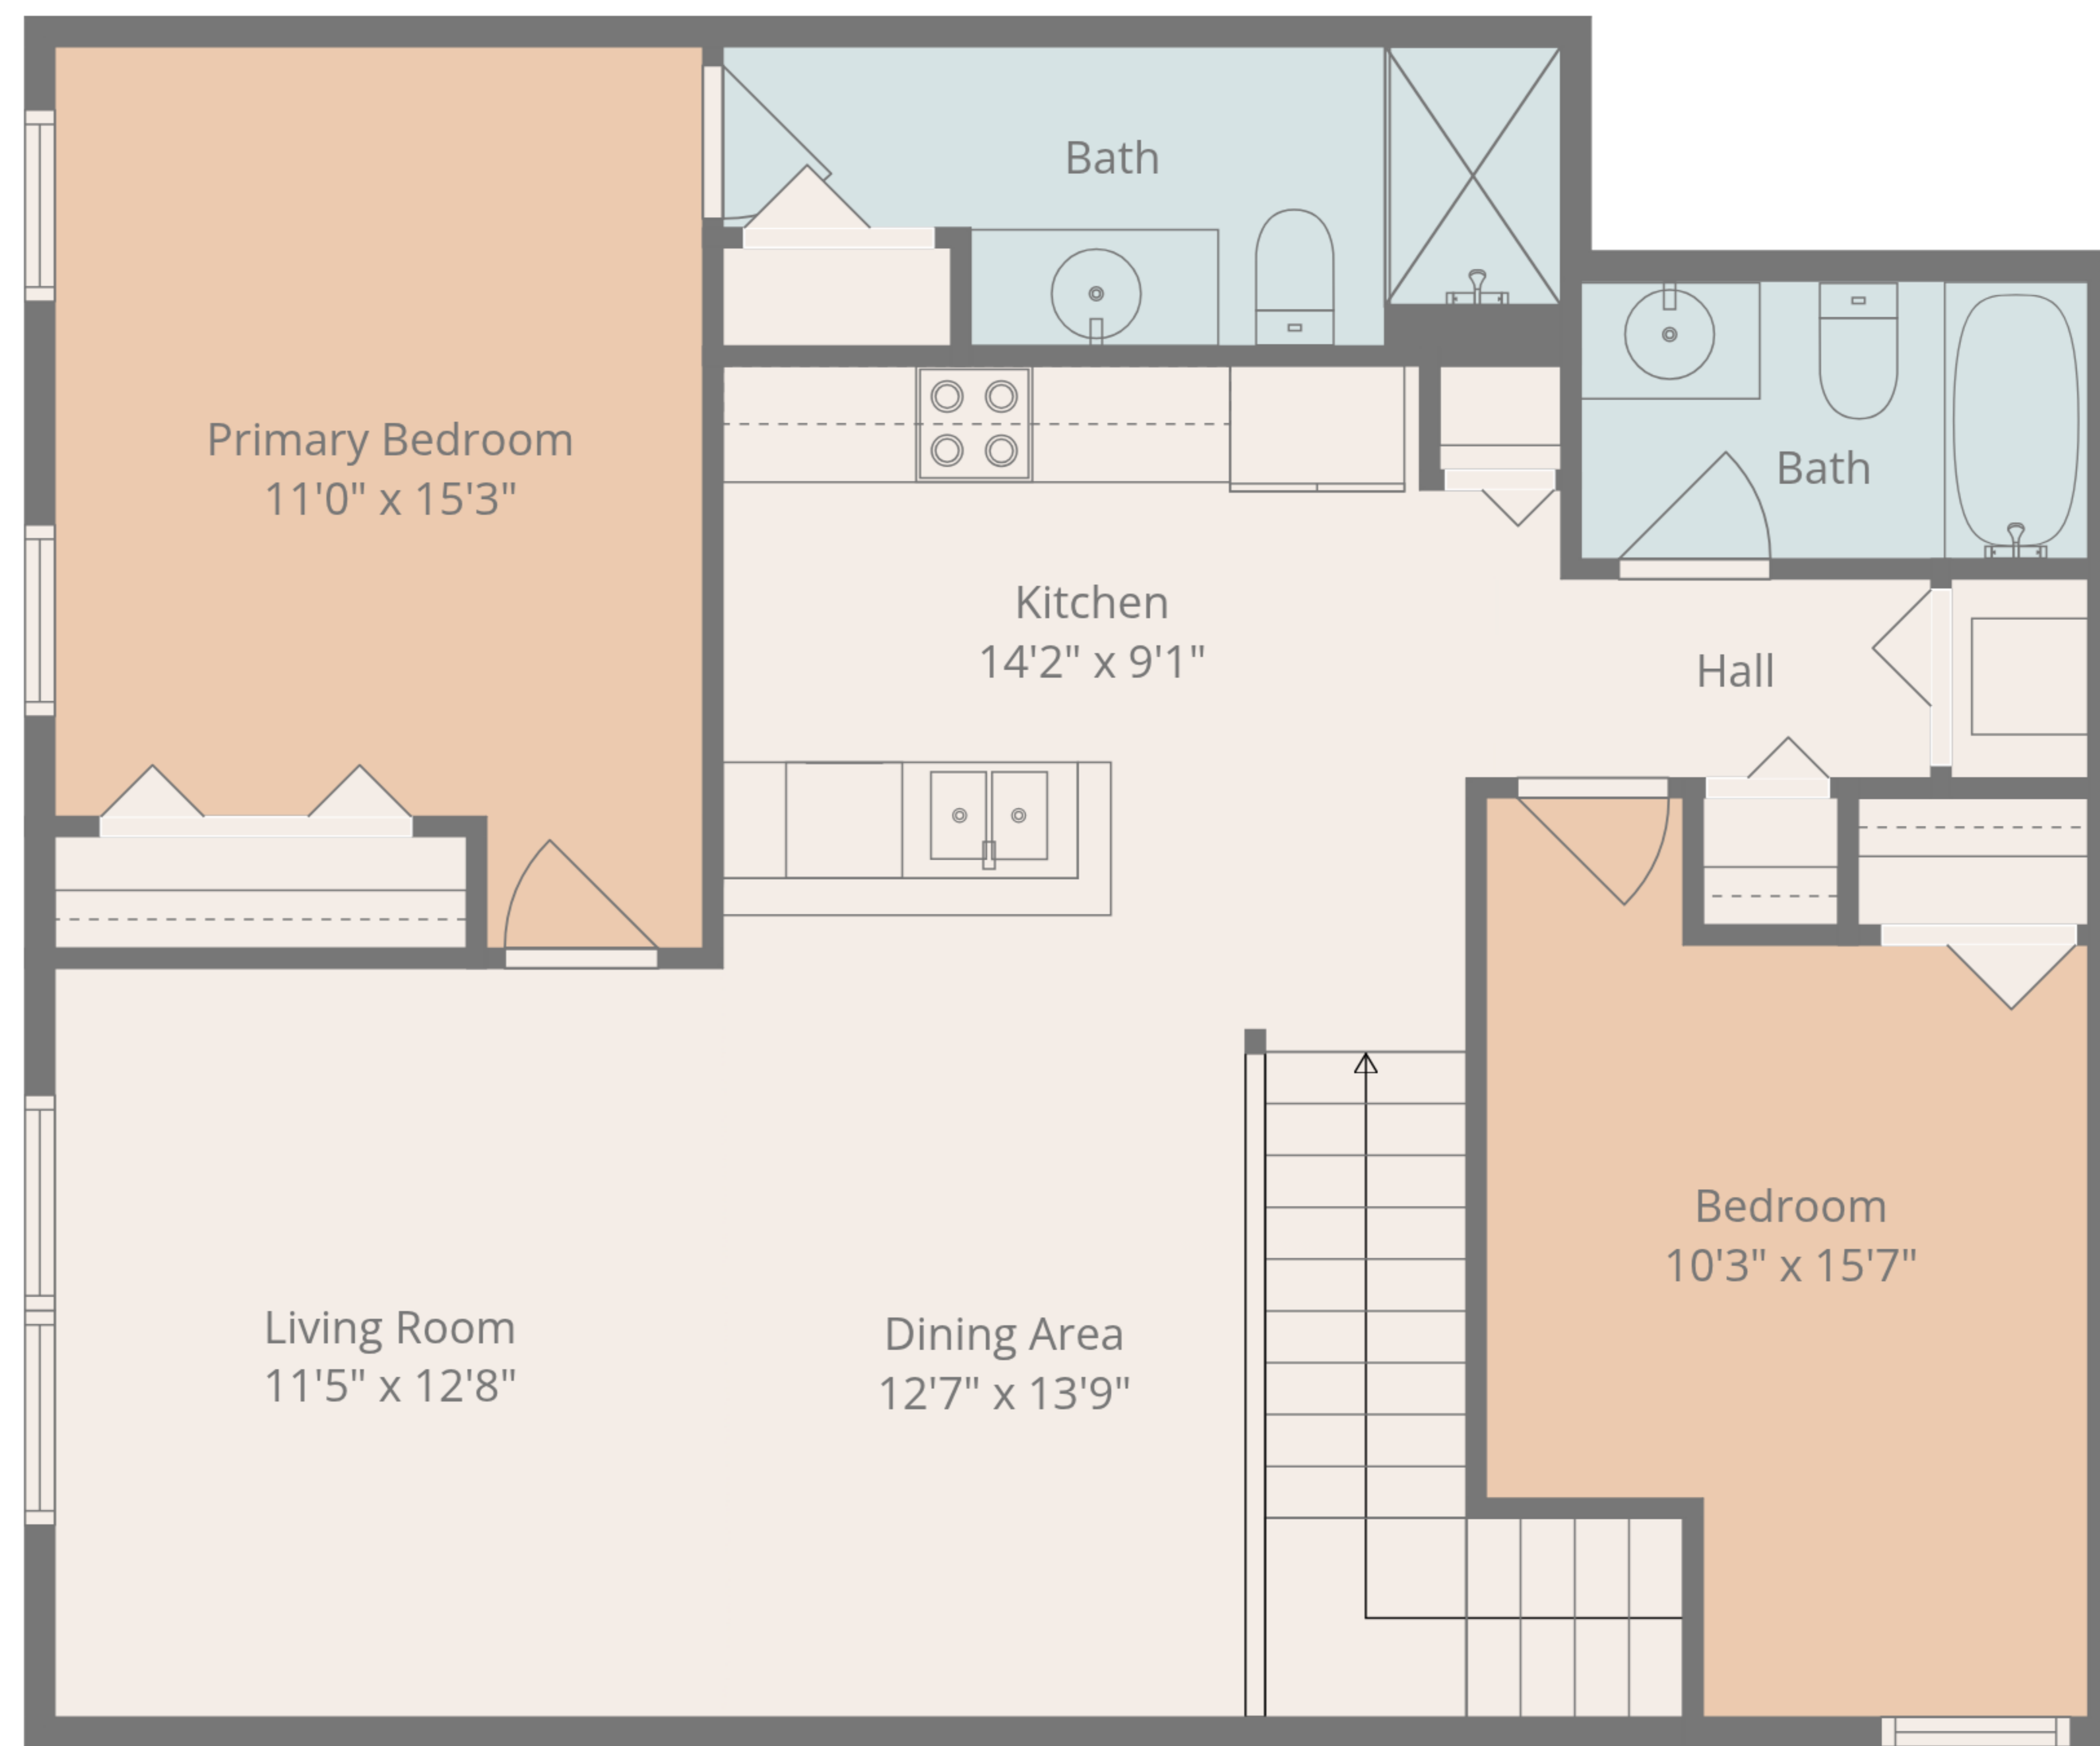 Bath
Primary Bedroom
11'0" x 15'3"
Bath
Kitchen
14'2" x 9'1"
Hall
Bedroom
10'3" x 15'7"
Living Room
11'5" x 12'8"
Dining Area
12'7" x 13'9"